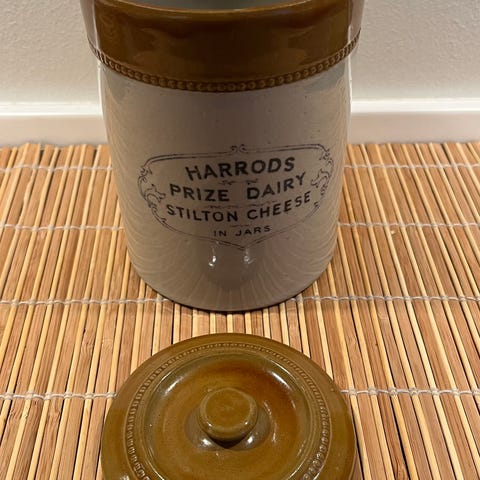 HARRODS
PRIZE DAIRY
STILTON CHEESE
IN JARS